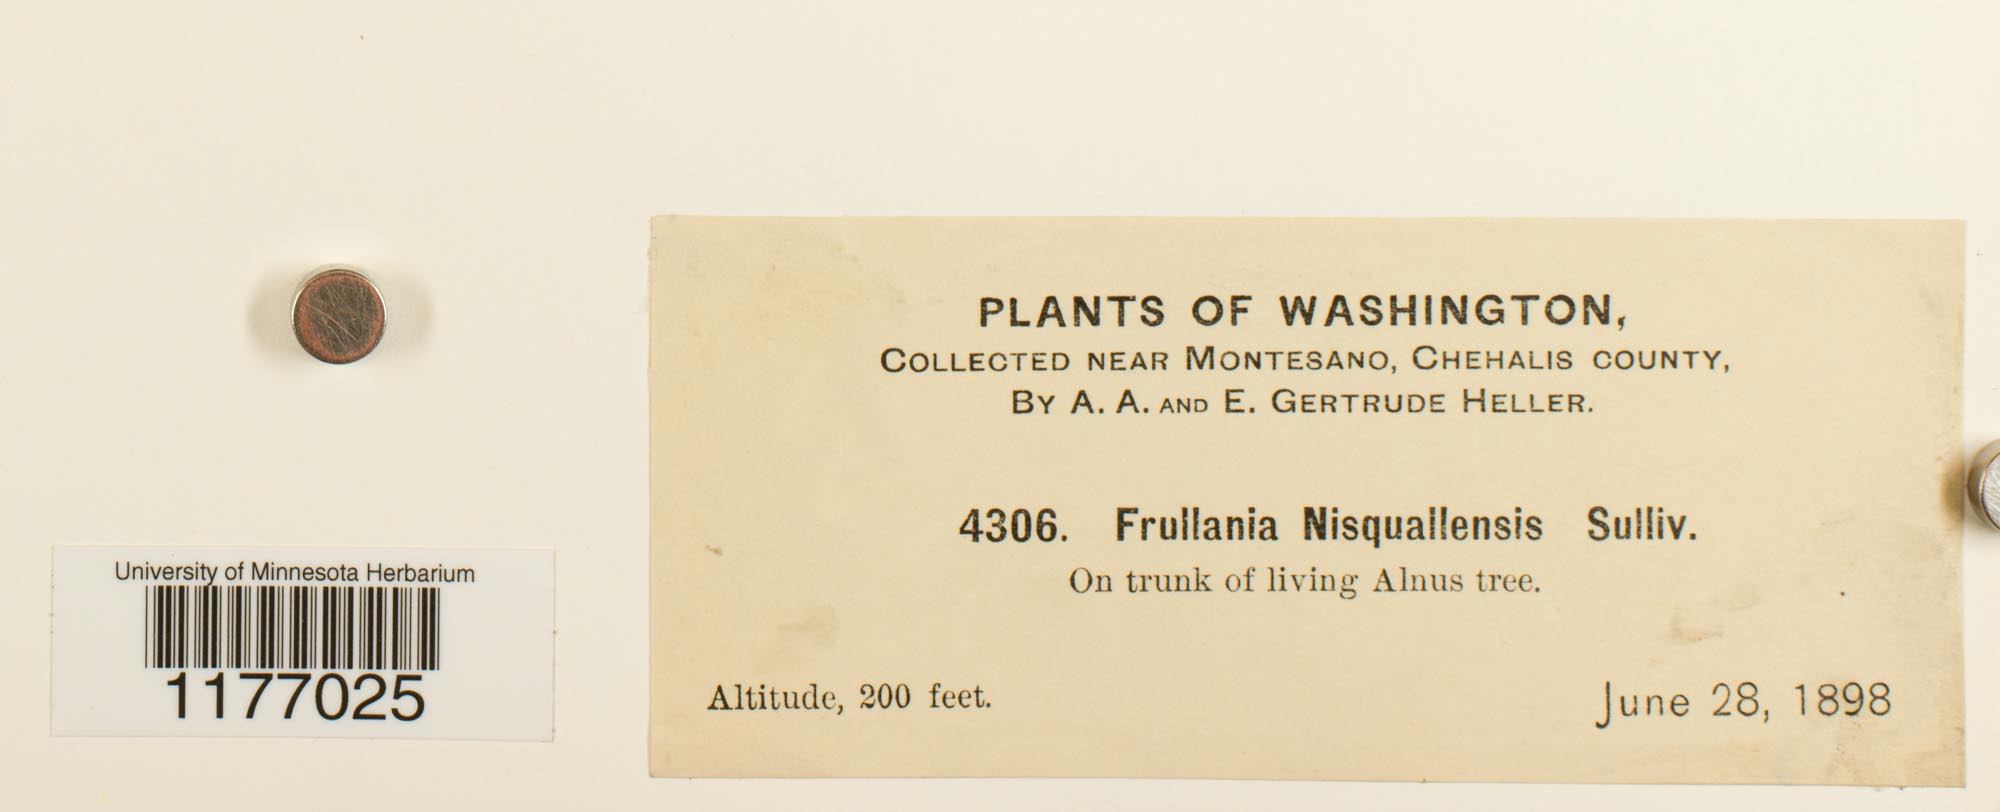 PLANTS OF WASHINGTON,
COLLECTED NEAR MONTESANO, CHEHALIS COUNTY,
BY A. A. AND E. GERTRUDE HELLER.
4306. Frullania Nisquallensis Sulliv.
On trunk of living Alnus tree.
Altitude, 200 feet.
June 28, 1898
University of Minnesota Herbarium
1177025